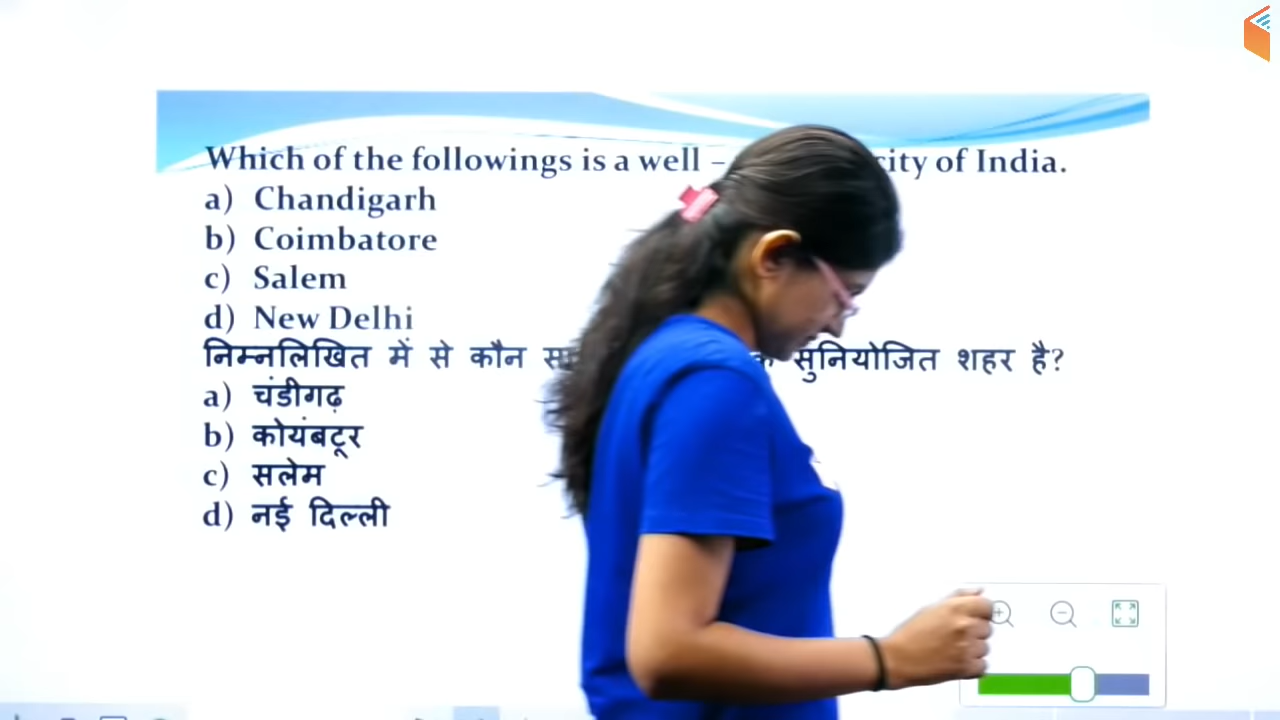 Which of the followings is a well – city of India.
a) Chandigarh
b) Coimbatore
c) Salem
d) New Delhi
निम्नलिखित में से कौन सुनियोजित शहर है?
a) चंडीगढ़
b) कोयंबटूर
c) सलेम
d) नई दिल्ली